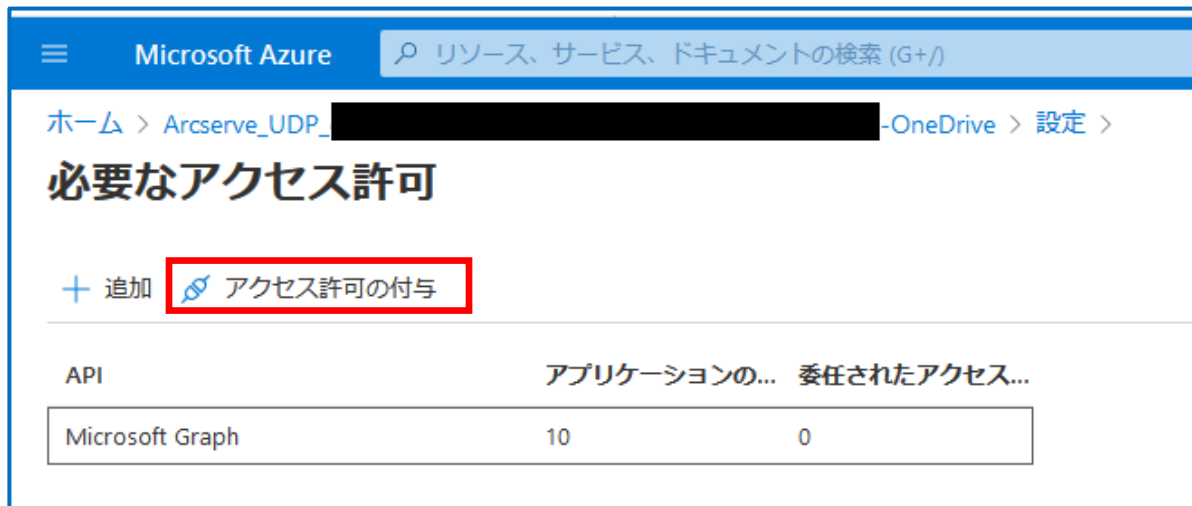 Microsoft Azure リソース、サービス、ドキュメントの検索 (G+/)
ホーム > Arcserve_UDP_ -OneDrive > 設定 >
必要なアクセス許可
追加 アクセス許可の付与
API アプリケーションの... 委任されたアクセス...
Microsoft Graph 10 0